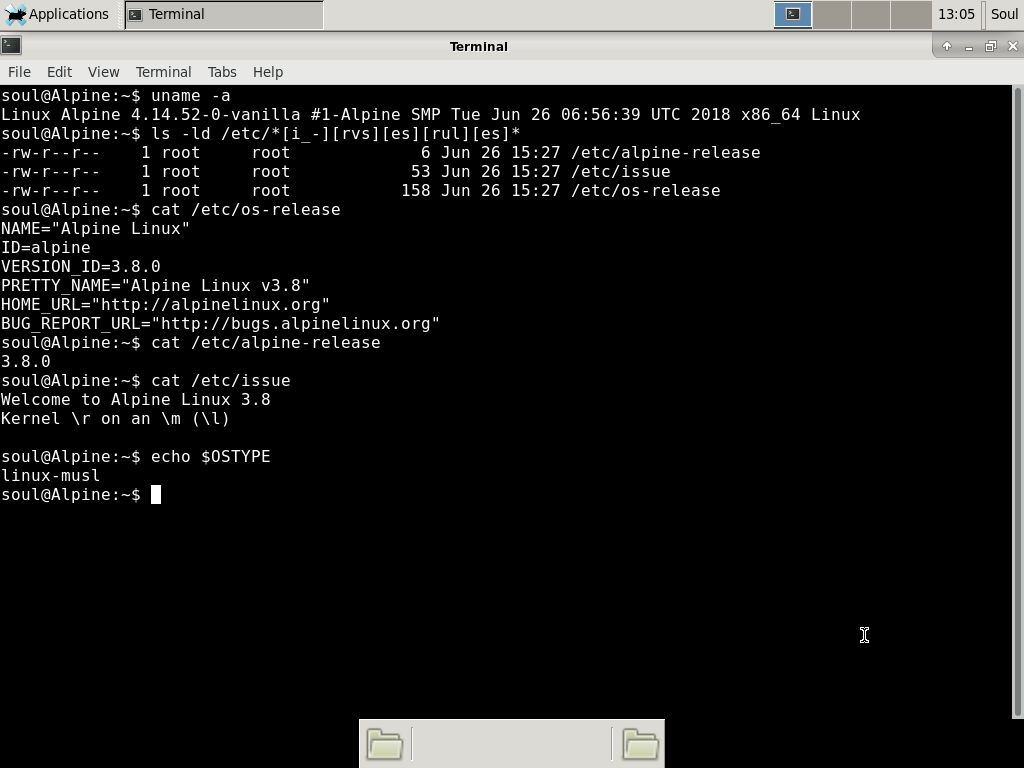 Applications Terminal 13:05 Soul
Terminal
File Edit View Terminal Tabs Help
soul@Alpine:~$ uname -a
Linux Alpine 4.14.52-0-vanilla #1-Alpine SMP Tue Jun 26 06:56:39 UTC 2018 x86_64 Linux
soul@Alpine:~$ ls -ld /etc/*[i_-][rvs][es][rul][es]*
-rw-r--r--    1 root     root             6 Jun 26 15:27 /etc/alpine-release
-rw-r--r--    1 root     root            53 Jun 26 15:27 /etc/issue
-rw-r--r--    1 root     root           158 Jun 26 15:27 /etc/os-release
soul@Alpine:~$ cat /etc/os-release
NAME="Alpine Linux"
ID=alpine
VERSION_ID=3.8.0
PRETTY_NAME="Alpine Linux v3.8"
HOME_URL="http://alpinelinux.org"
BUG_REPORT_URL="http://bugs.alpinelinux.org"
soul@Alpine:~$ cat /etc/alpine-release
3.8.0
soul@Alpine:~$ cat /etc/issue
Welcome to Alpine Linux 3.8
Kernel \r on an \m (\l)

soul@Alpine:~$ echo $OSTYPE
linux-musl
soul@Alpine:~$